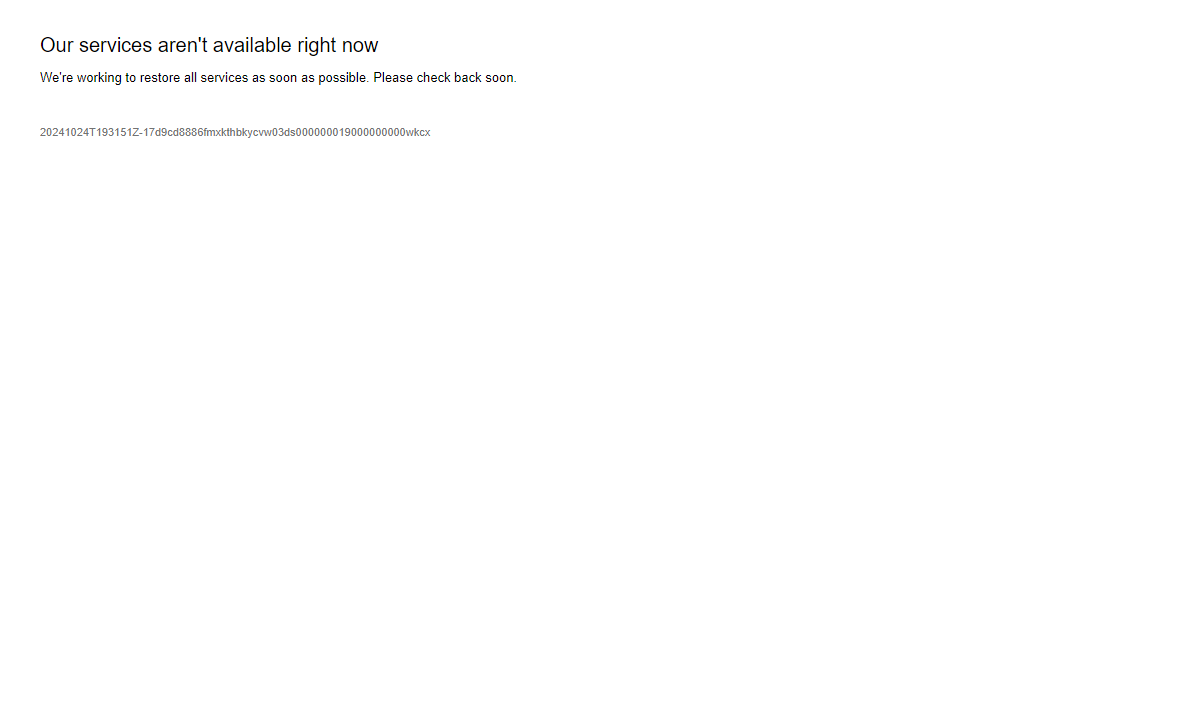 Our services aren't available right now
We're working to restore all services as soon as possible. Please check back soon.
20241024T193151Z-17d9cd8886fmxkthbkycvw03ds000000019000000000wkcx